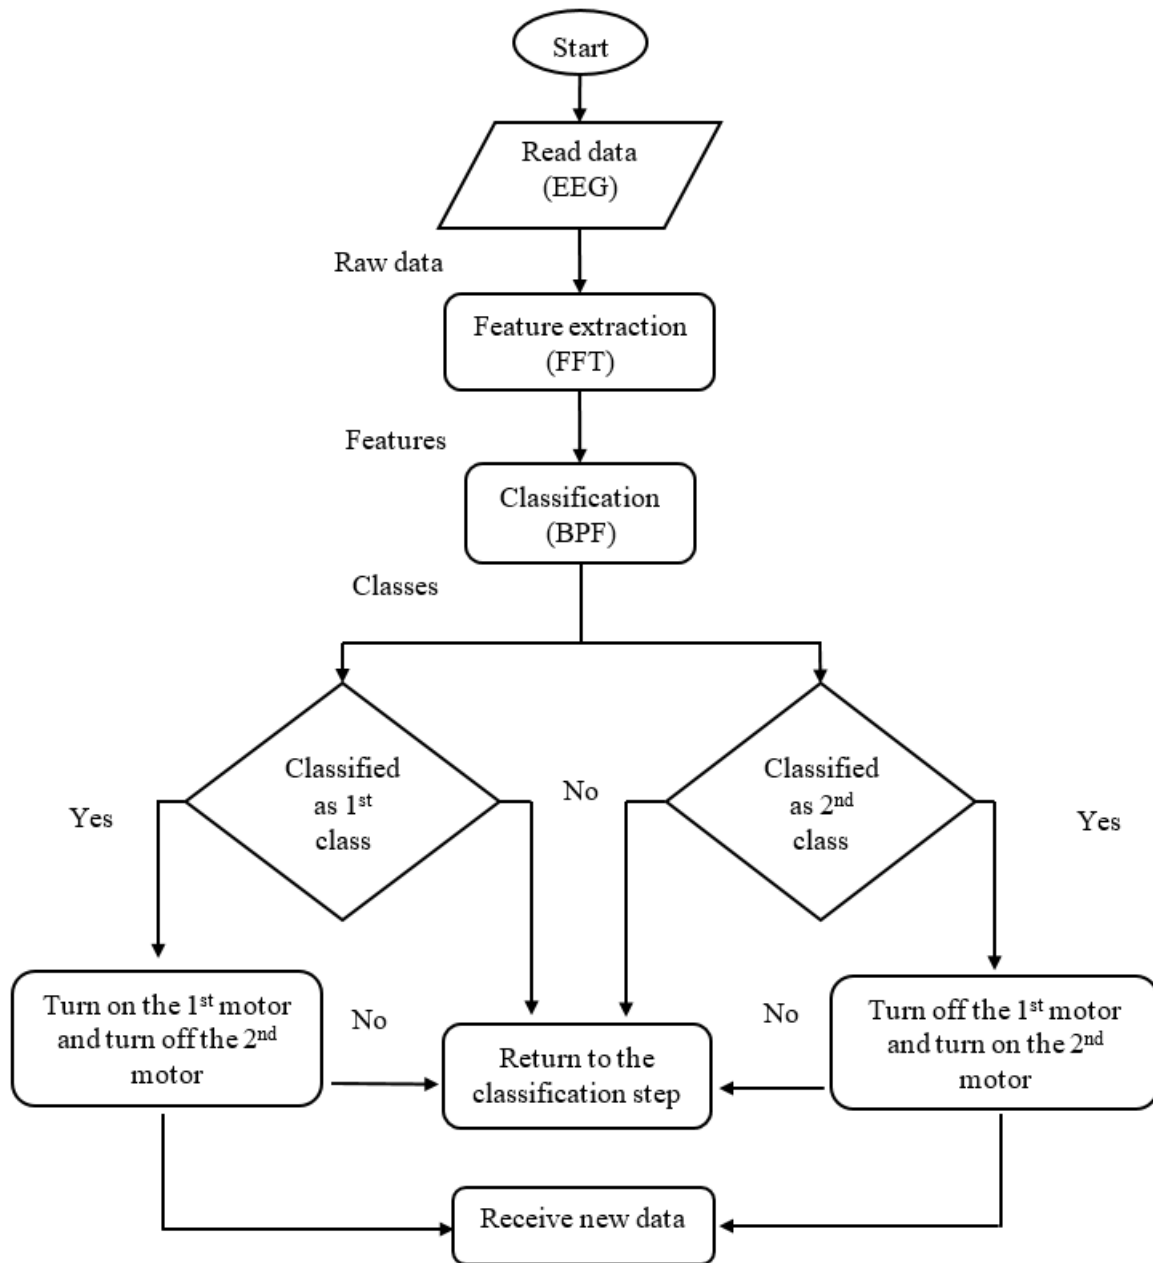 Start
Read data
(EEG)
Raw data
Feature extraction
(FFT)
Features
Classification
(BPF)
Classes
Classified
as 1st
class
Classified
as 2nd
class
Yes
No
Yes
Turn on the 1st motor
and turn off the 2nd
motor
No
Return to the
classification step
No
Turn off the 1st motor
and turn on the 2nd
motor
Receive new data